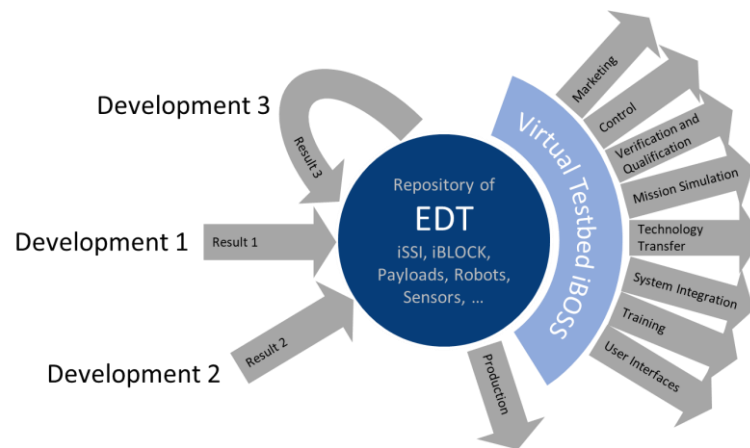 Development 3
Result 3
Development 1
Result 1
Development 2
Result 2
Repository of
EDT
iSSI, iBLOCK,
Payloads, Robots,
Sensors, ...
Production
Virtual Testbed iBOSS
Marketing
Control
Verification and
Qualification
Mission Simulation
Technology
Transfer
System Integration
Training
User Interfaces